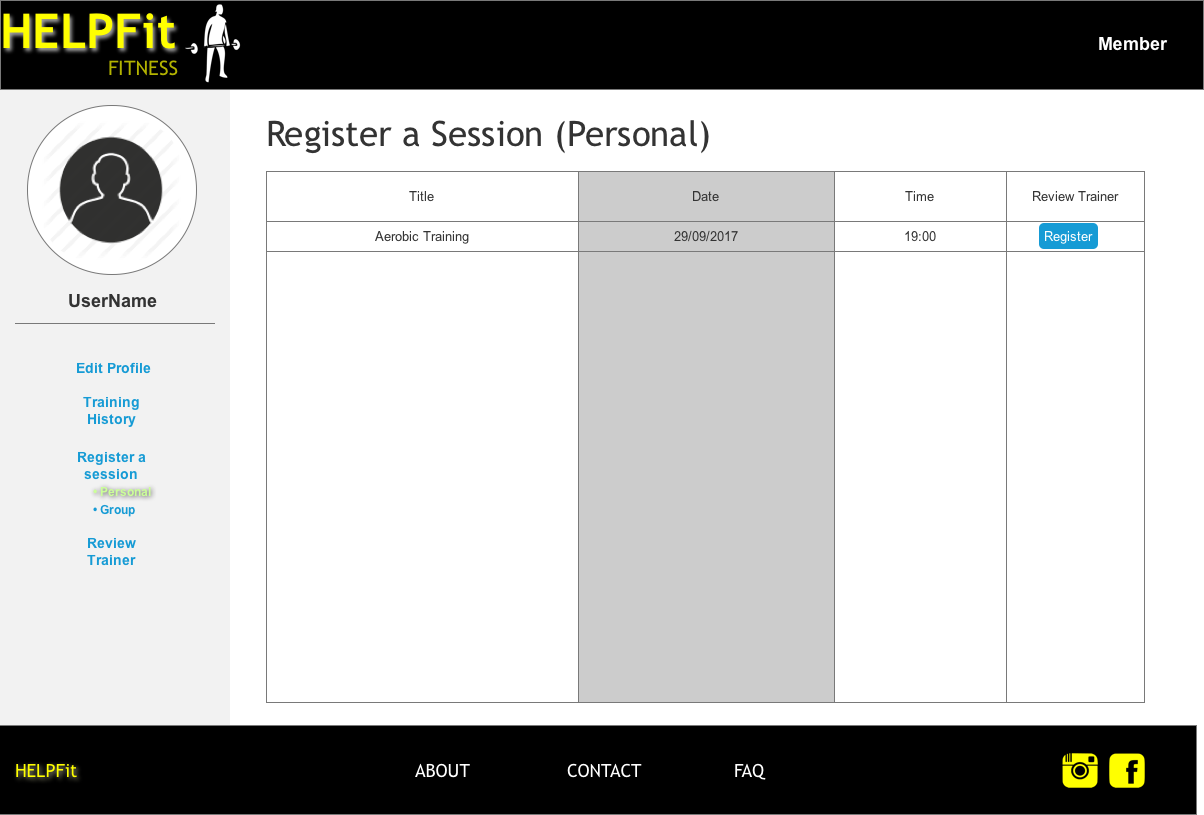 HELPFit
FITNESS
Member
UserName
Edit Profile
Training
History
Register a
session
• Personal
• Group
Review
Trainer
Register a Session (Personal)
Title Date Time Review Trainer
Aerobic Training 29/09/2017 19:00 Register
HELPFit ABOUT CONTACT FAQ